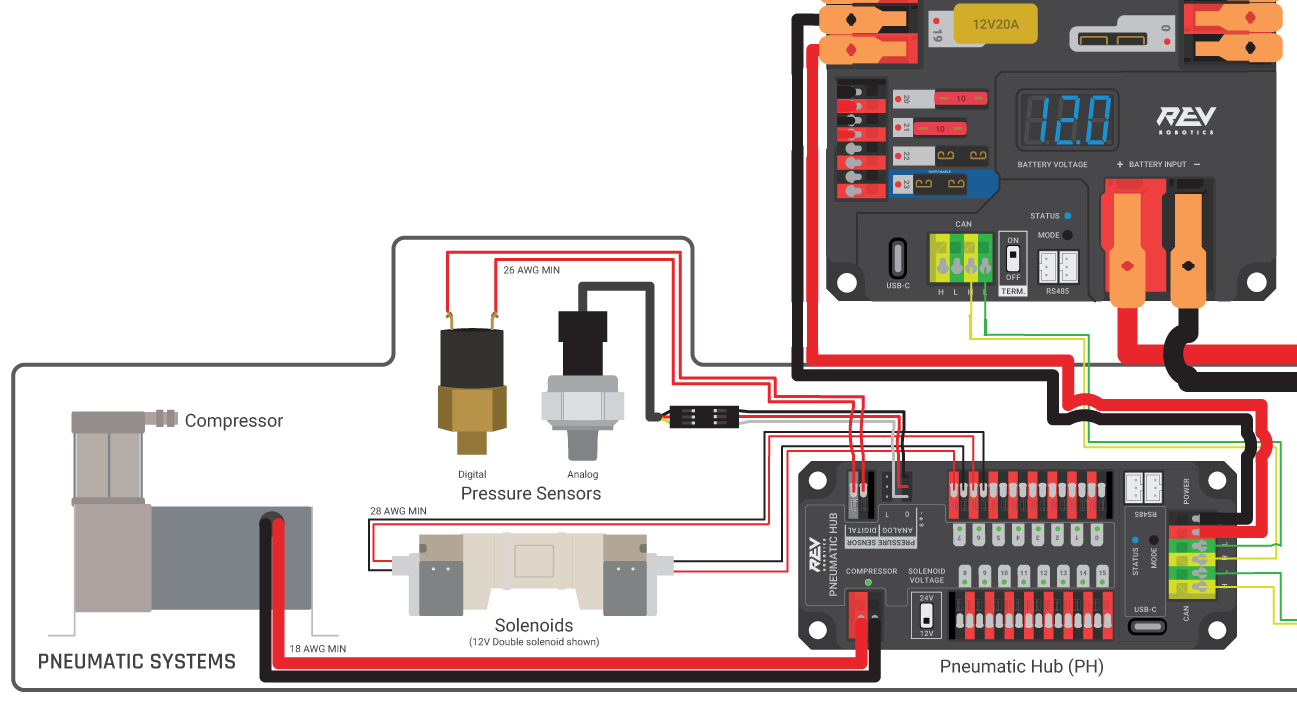 12V20A
19
0
20
10
21
10
22
23
SWITCHABLE
12.0
REV
ROBOTICS
BATTERY VOLTAGE
+ BATTERY INPUT −
STATUS
MODE
CAN
ON
OFF
TERM.
RS485
USB-C
H L H L
26 AWG MIN
Compressor
Digital
Analog
Pressure Sensors
28 AWG MIN
Solenoids
(12V Double solenoid shown)
18 AWG MIN
PNEUMATIC SYSTEMS
REV
ROBOTICS
PNEUMATIC HUB
L 0
DIGITAL
ANALOG
PRESSURE SENSOR
7 6 5 4 3 2 1 0
COMPRESSOR
SOLENOID
VOLTAGE
24V
12V
8 9 10 11 12 13 14 15
RS485
POWER
STATUS
MODE
L
H
L
H
USB-C
CAN
Pneumatic Hub (PH)